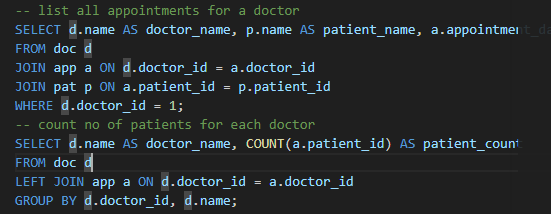 -- list all appointments for a doctor
SELECT d.name AS doctor_name, p.name AS patient_name, a.appointment_da
FROM doc d
JOIN app a ON d.doctor_id = a.doctor_id
JOIN pat p ON a.patient_id = p.patient_id
WHERE d.doctor_id = 1;
-- count no of patients for each doctor
SELECT d.name AS doctor_name, COUNT(a.patient_id) AS patient_count
FROM doc d
LEFT JOIN app a ON d.doctor_id = a.doctor_id
GROUP BY d.doctor_id, d.name;